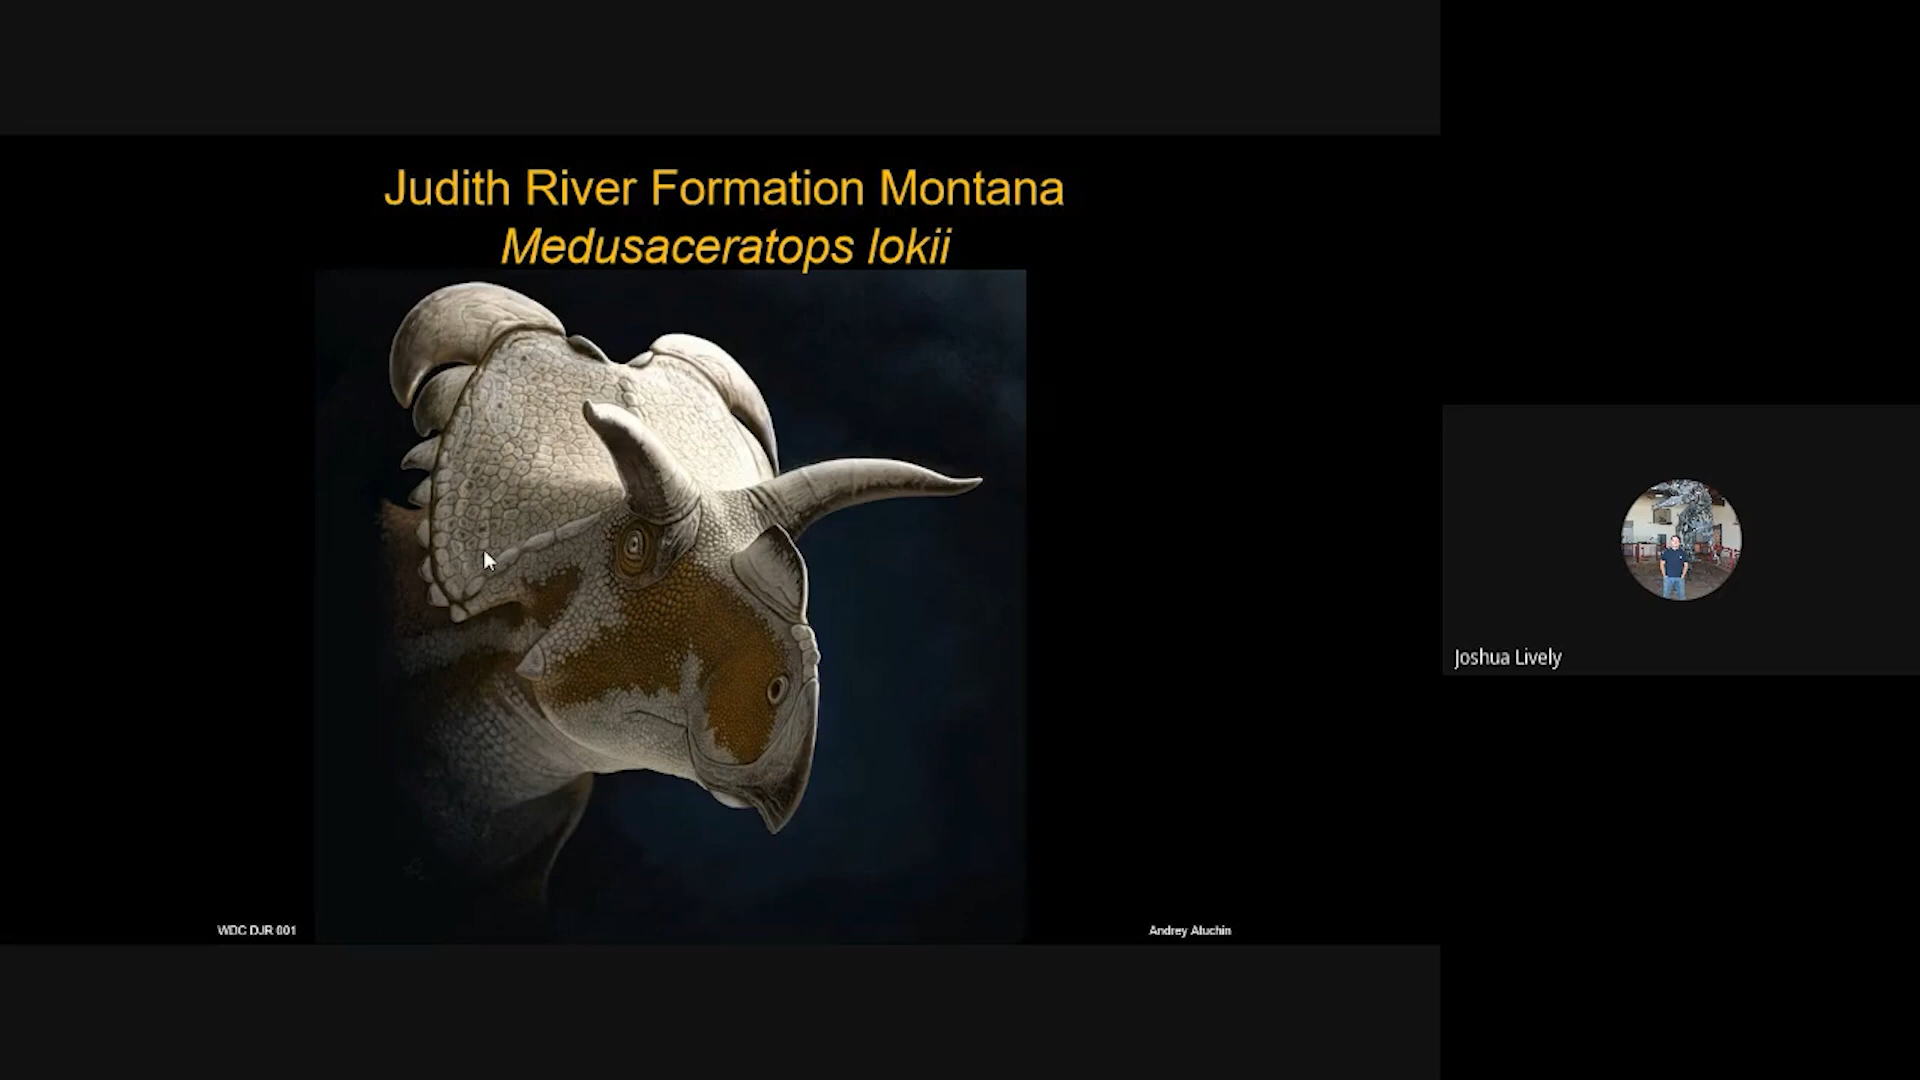 Judith River Formation Montana
Medusaceratops lokii
WDC DJR 001
Andrey Atuchin
Joshua Lively